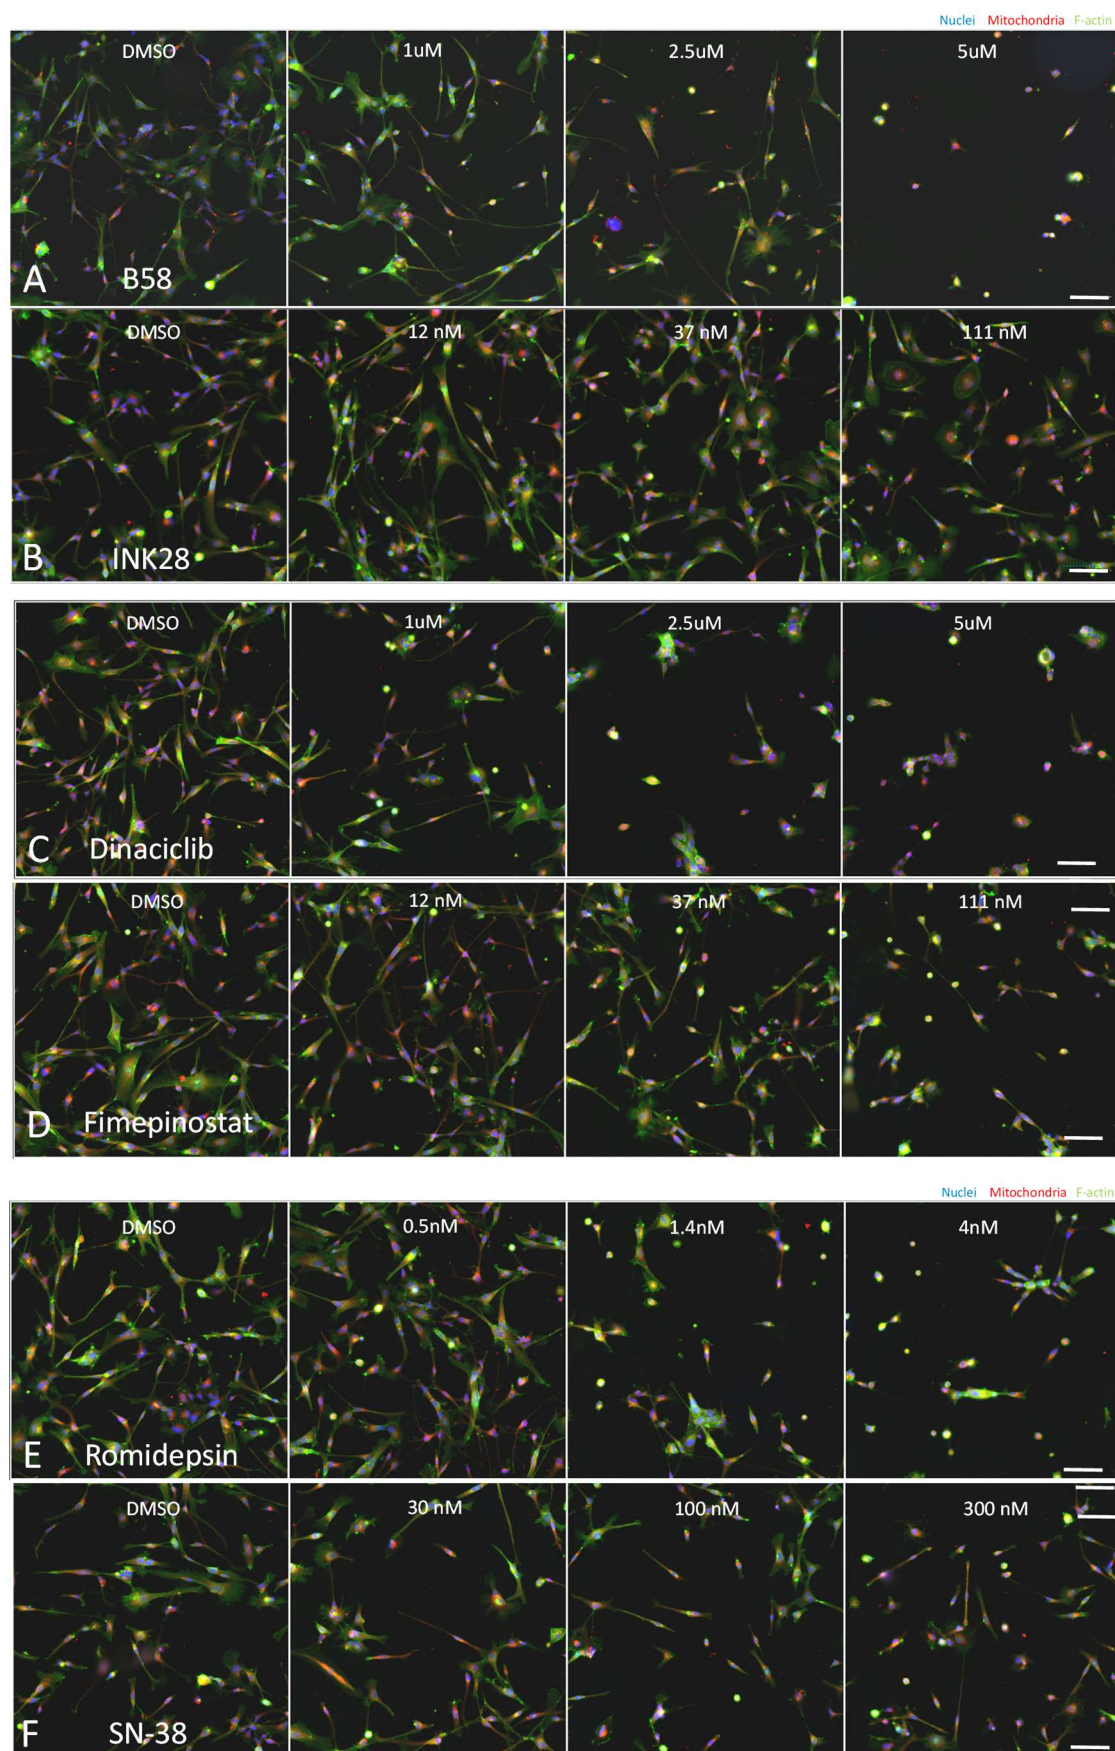 Nuclei Mitochondria F-actin
DMSO 1uM 2.5uM 5uM
A B58
DMSO 12 nM 37 nM 111 nM
B INK28
DMSO 1uM 2.5uM 5uM
C Dinaciclib
DMSO 12 nM 37 nM 111 nM
D Fimepinostat
Nuclei Mitochondria F-actin
DMSO 0.5nM 1.4nM 4nM
E Romidepsin
DMSO 30 nM 100 nM 300 nM
F SN-38